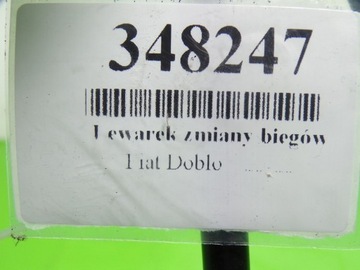 348247
Lewarek zmiany biegów
Fiat Doblo